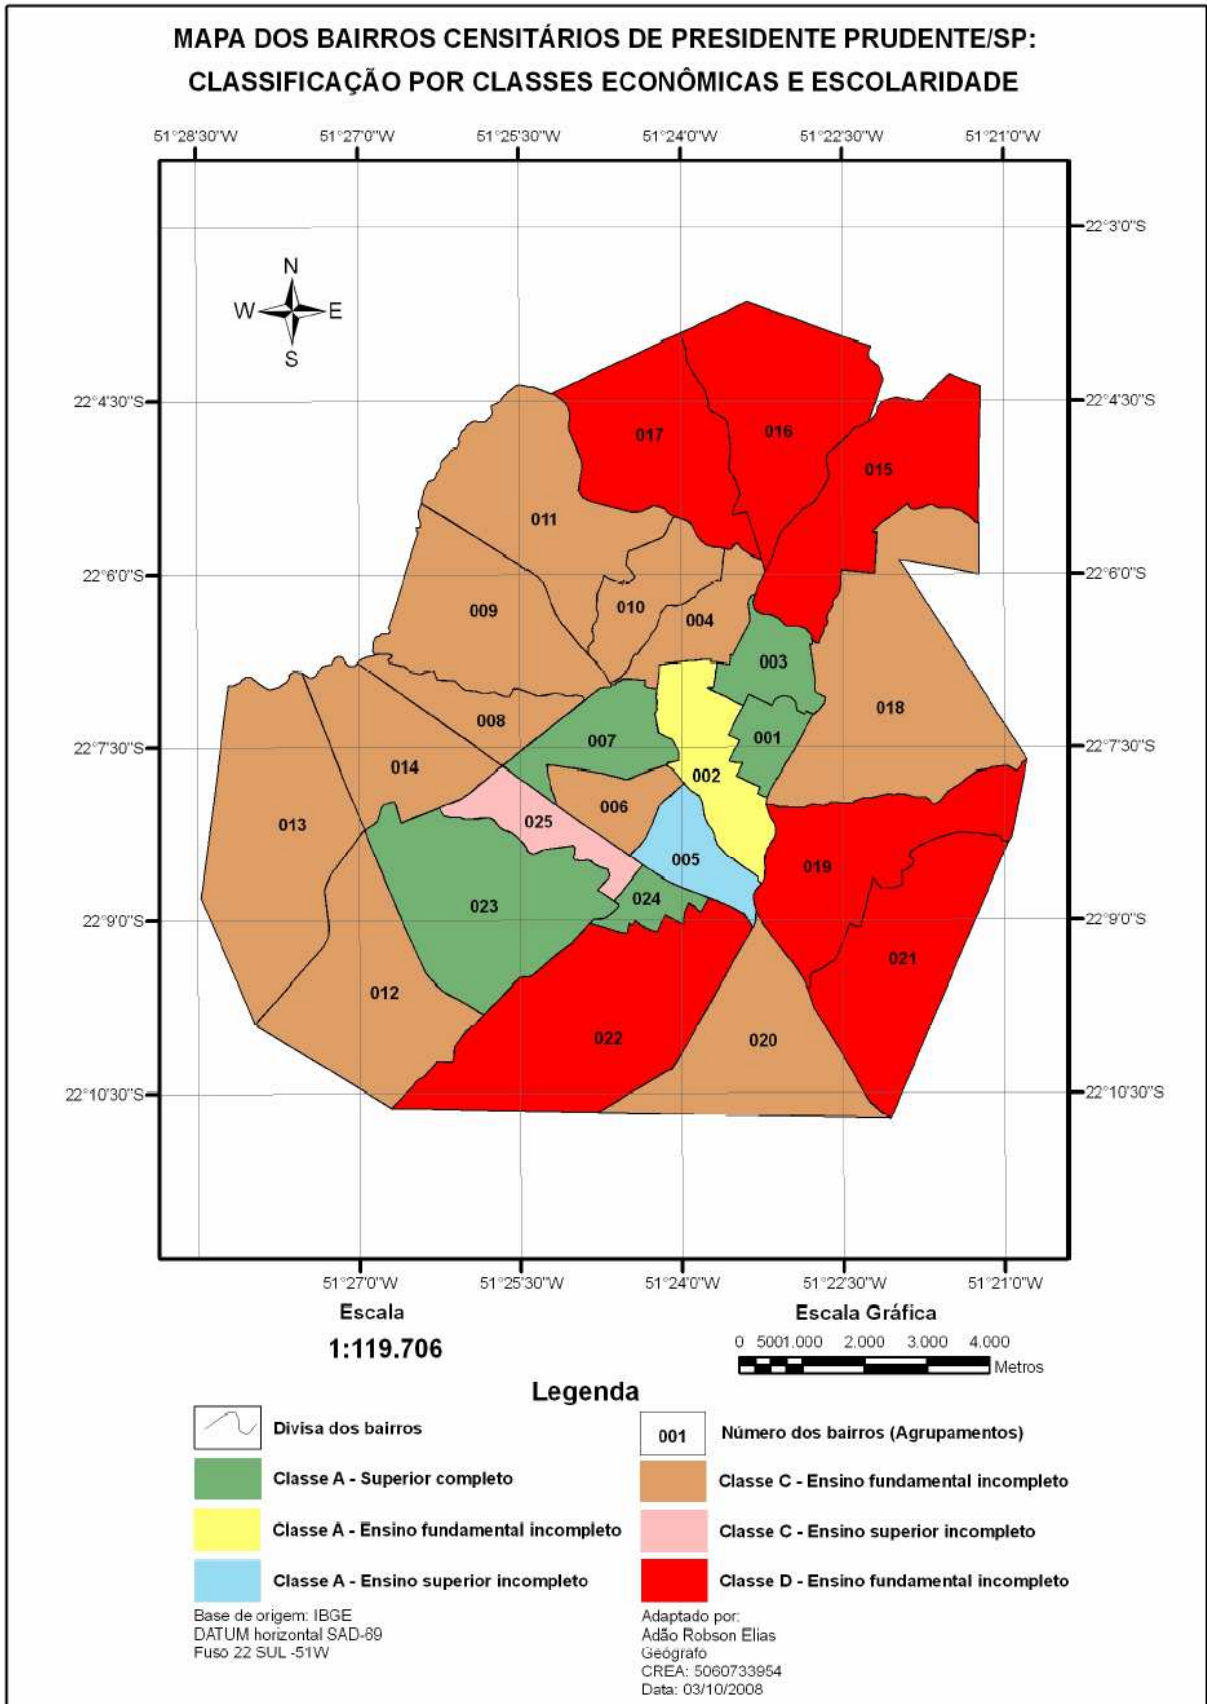 MAPA DOS BAIRROS CENSITÁRIOS DE PRESIDENTE PRUDENTE/SP:
CLASSIFICAÇÃO POR CLASSES ECONÔMICAS E ESCOLARIDADE
51°28'30"W 51°27'0"W 51°25'30"W 51°24'0"W 51°22'30"W 51°21'0"W
22°3'0"S
N
W E
S
22°4'30"S 22°4'30"S
017 016
015
011
22°6'0"S 22°6'0"S
009 010 004
003
018
008
007 001
22°7'30"S 22°7'30"S
014 002
006
013 025
005 019
024
023
22°9'0"S 22°9'0"S
021
012
022 020
22°10'30"S 22°10'30"S
51°27'0"W 51°25'30"W 51°24'0"W 51°22'30"W 51°21'0"W
Escala Escala Gráfica
1:119.706
0 5001.000 2.000 3.000 4.000
Metros
Legenda
Divisa dos bairros
001 Número dos bairros (Agrupamentos)
Classe A - Superior completo
Classe C - Ensino fundamental incompleto
Classe A - Ensino fundamental incompleto
Classe C - Ensino superior incompleto
Classe A - Ensino superior incompleto
Classe D - Ensino fundamental incompleto
Base de origem: IBGE
DATUM horizontal SAD-69
Fuso 22 SUL -51W
Adaptado por:
Adão Robson Elias
Geógrafo
CREA: 5060733954
Data: 03/10/2008